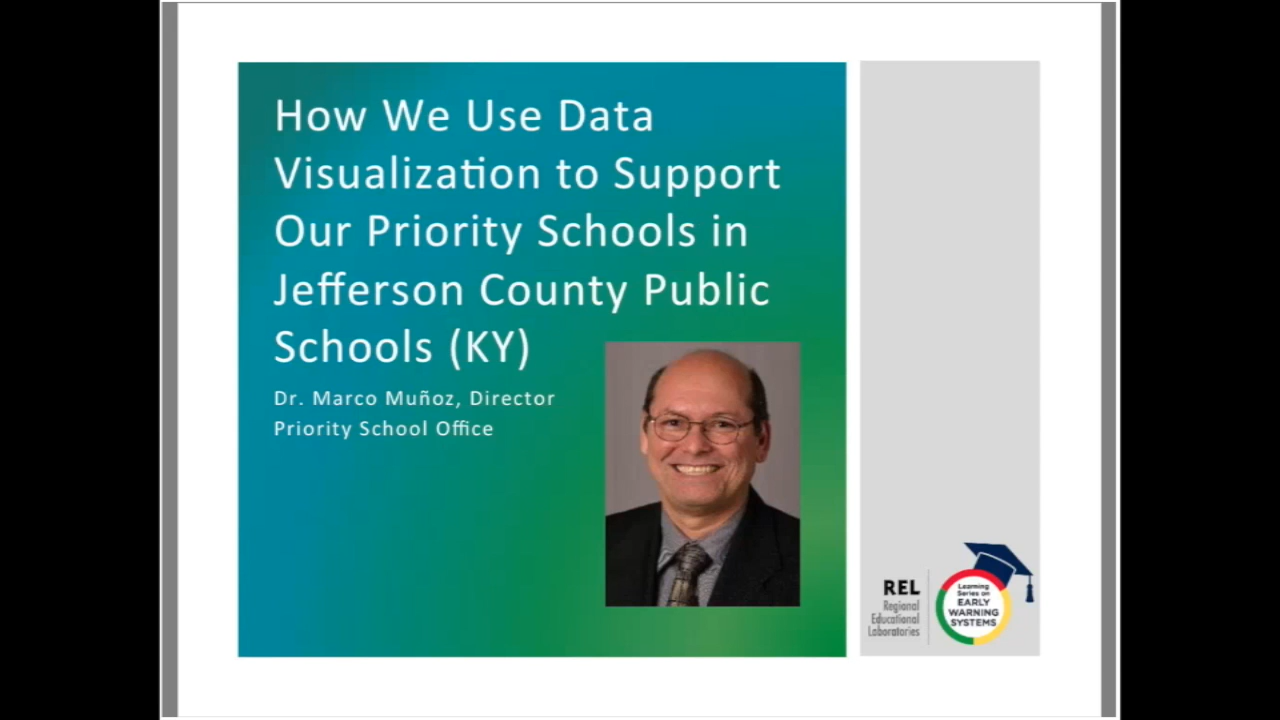 How We Use Data
Visualization to Support
Our Priority Schools in
Jefferson County Public
Schools (KY)
Dr. Marco Muñoz, Director
Priority School Office
REL
Regional
Educational
Laboratories
Learning
Series on
EARLY
WARNING
SYSTEMS